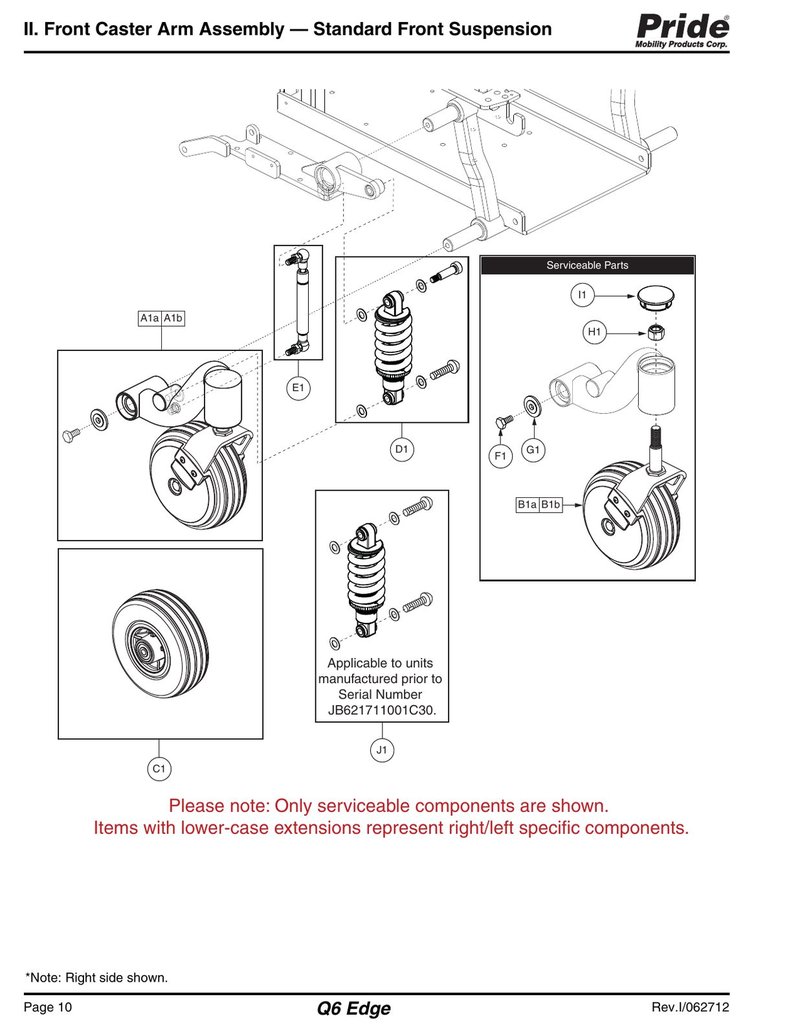 II. Front Caster Arm Assembly — Standard Front Suspension
Pride®
Mobility Products Corp.
Serviceable Parts
I1
H1
A1a A1b
E1
D1
F1
G1
B1a B1b
Applicable to units
manufactured prior to
Serial Number
JB621711001C30.
J1
C1
Please note: Only serviceable components are shown.
Items with lower-case extensions represent right/left specific components.
*Note: Right side shown.
Page 10
Q6 Edge
Rev.I/062712